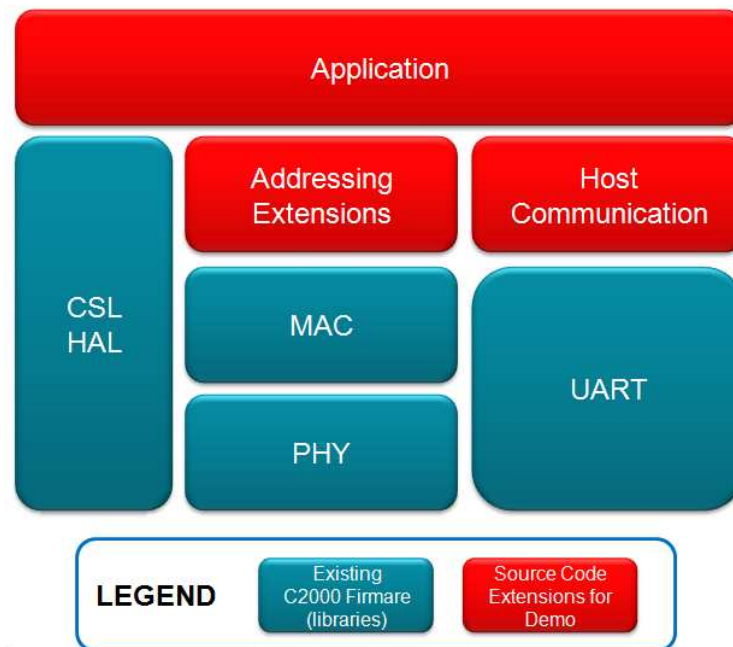 Application
Addressing
Extensions
Host
Communication
CSL
HAL
MAC
UART
PHY
LEGEND
Existing
C2000 Firmare
(libraries)
Source Code
Extensions for
Demo